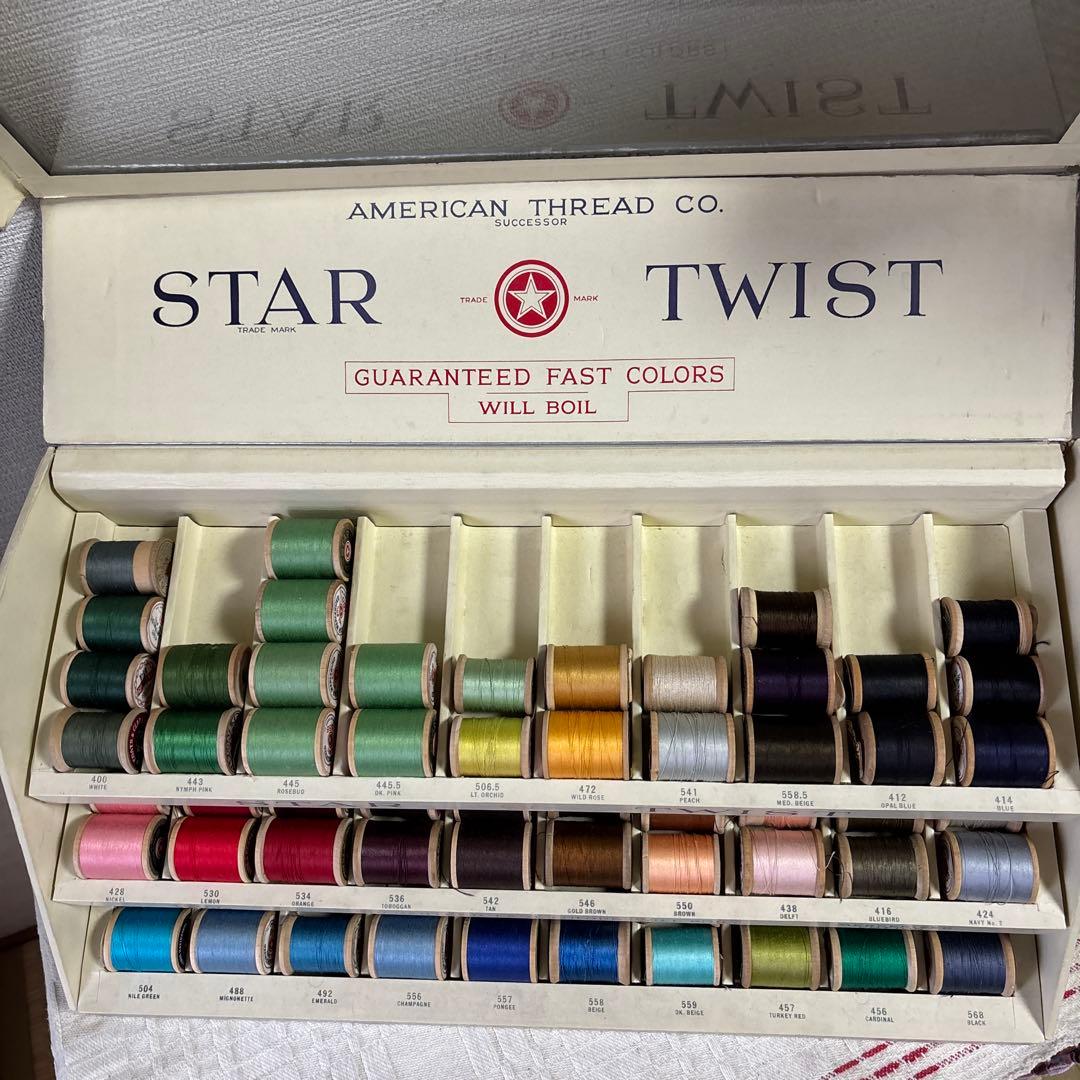 STAR TWIST
AMERICAN THREAD CO.
SUCCESSOR
STAR TWIST
TRADE MARK
TRADE MARK
GUARANTEED FAST COLORS
WILL BOIL
400 443 445 445.5 506.5 472 541 558.5 412 414
WHITE NYMPH PINK ROSEBUD DK. PINK LT. ORCHID WILD ROSE PEACH MED. BEIGE OPAL BLUE ALICE BLUE
428 530 534 536 542 546 550 438 416 424
NICKEL LEMON ORANGE TOBOGGAN TAN GOLD BROWN BROWN DELFT BLUEBIRD NAVY No. 2
504 488 492 556 557 558 559 457 456 568
NILE GREEN MIGNONETTE EMERALD CHAMPAGNE PONGEE BEIGE DK. BEIGE TURKEY RED CARDINAL BLACK